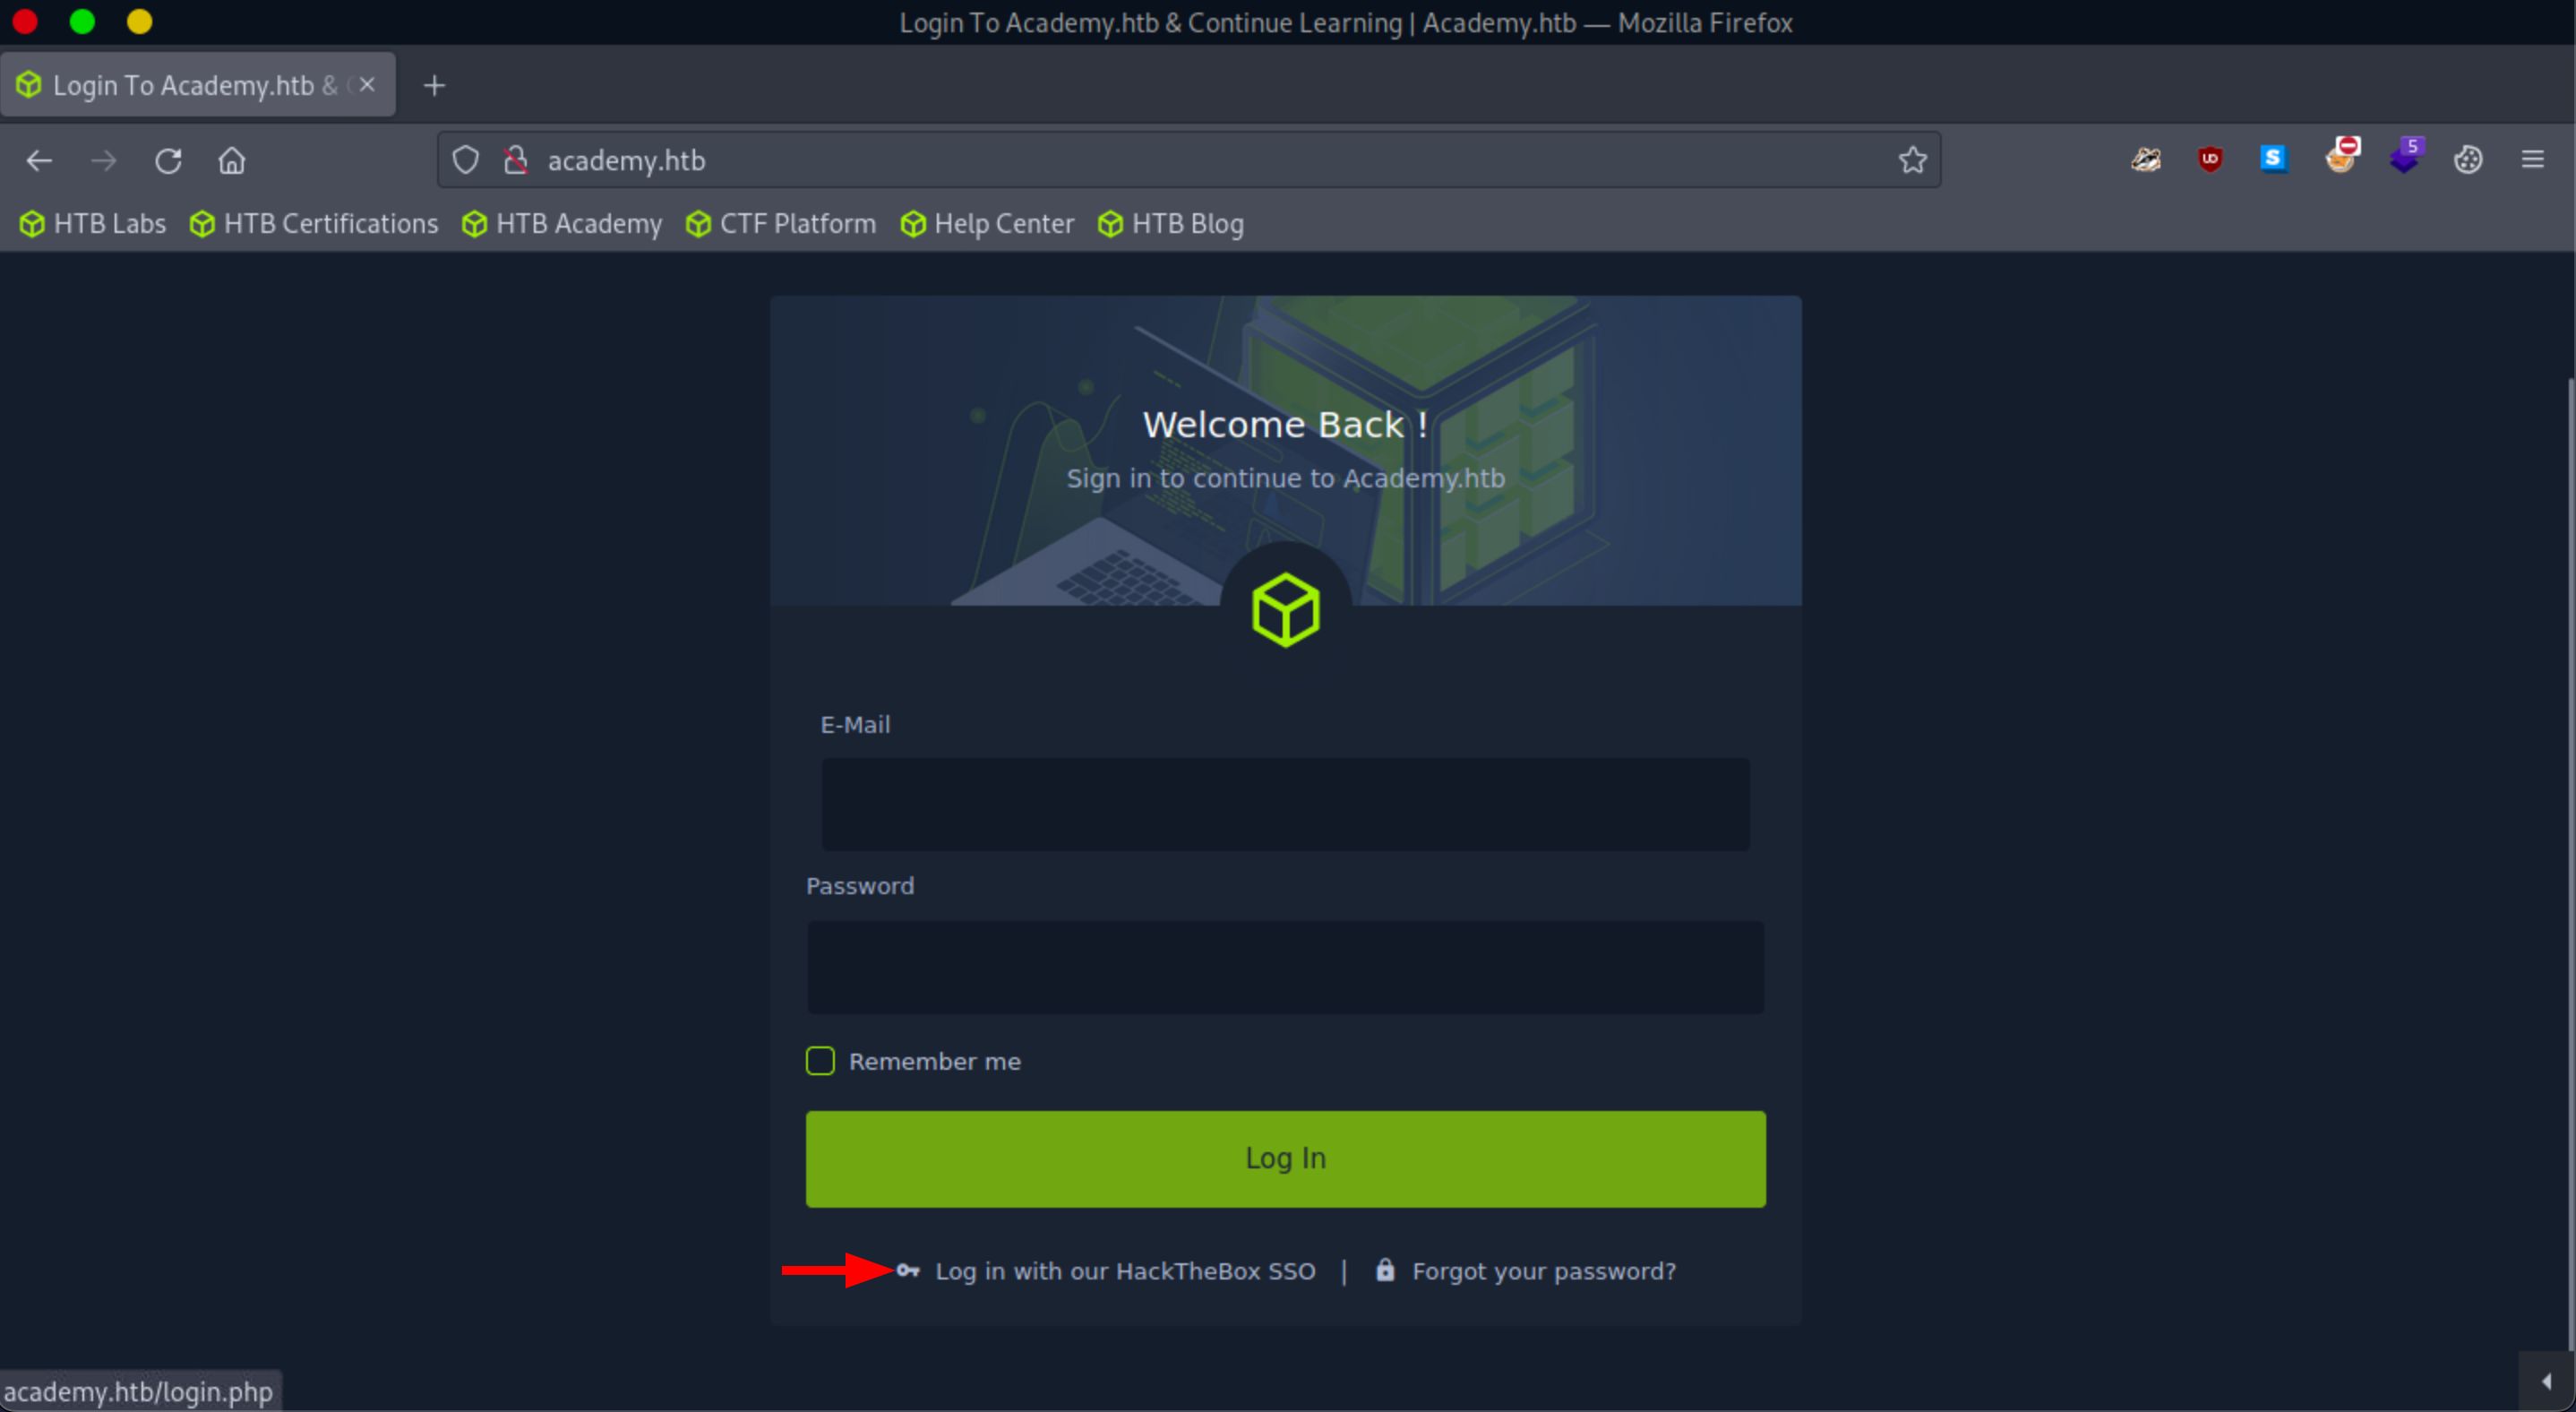 Login To Academy.htb & Continue Learning | Academy.htb — Mozilla Firefox
Login To Academy.htb &
academy.htb
5
HTB Labs HTB Certifications HTB Academy CTF Platform Help Center HTB Blog
Welcome Back !
Sign in to continue to Academy.htb
E-Mail
Password
Remember me
Log In
Log in with our HackTheBox SSO | Forgot your password?
academy.htb/login.php